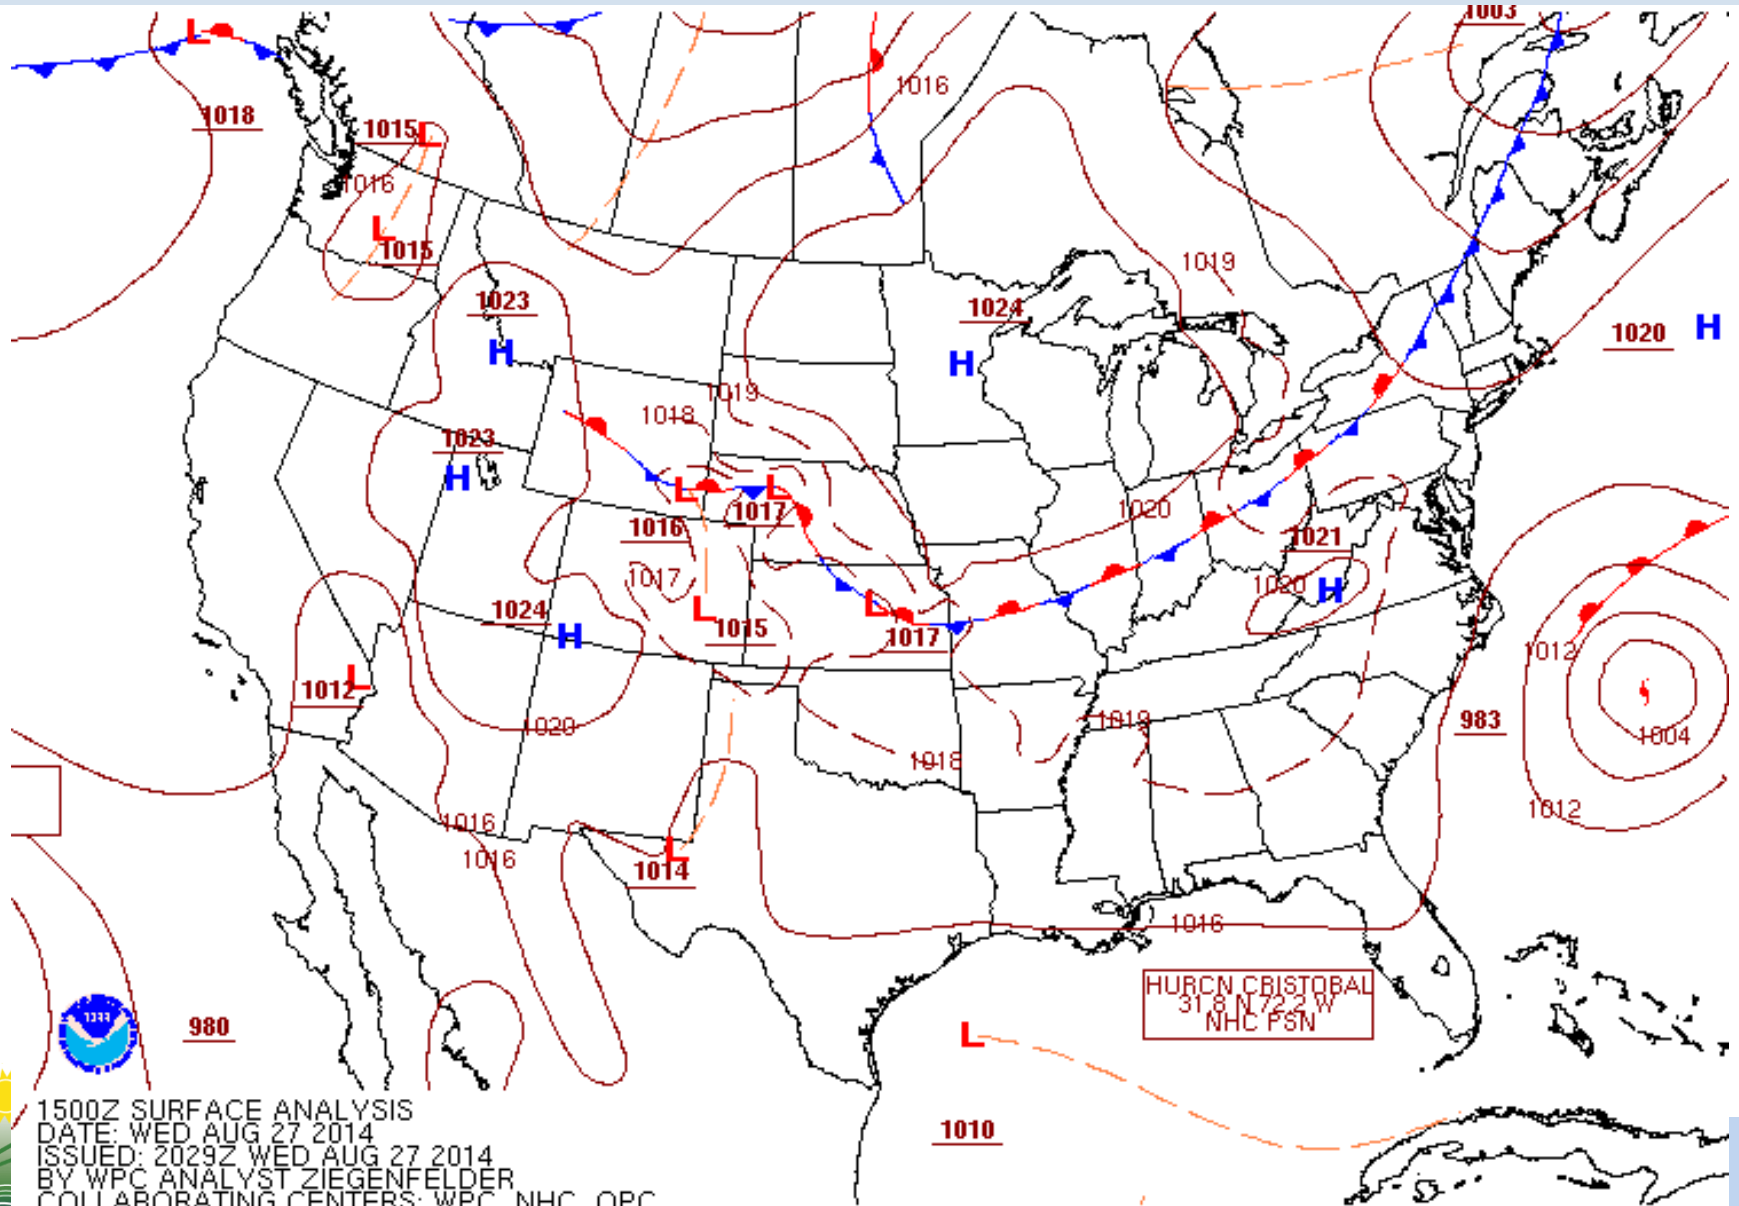 1003
L
1018
1016
1015
L
1016
L
1015
1019
1023
H
1024
H
1020
H
1019
1018
1023
H
L
L
1016
1017
1020
1021
1017
1020
H
1024
H
L
1015
L
1017
1012
L
1012
1020
1019
1018
983
1004
1012
1016
1016
L
1014
1016
HURCN CRISTOBAL
31.8 N 72.2 W
NHC PSN
980
L
1010
1500Z SURFACE ANALYSIS
DATE: WED AUG 27 2014
ISSUED: 2029Z WED AUG 27 2014
BY WPC ANALYST ZIEGENFELDER
COLLABORATING CENTERS: WPC, NHC, OPC